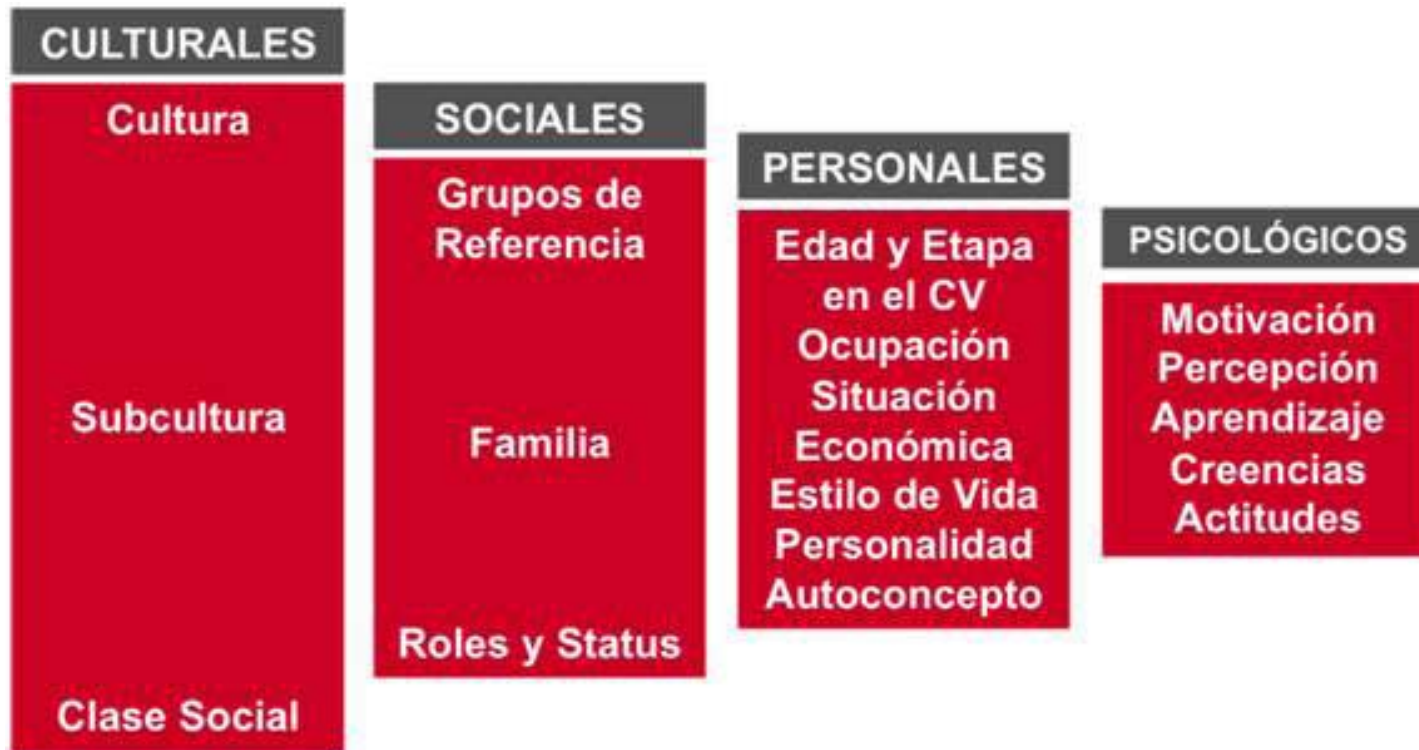 CULTURALES
Cultura
Subcultura
Clase Social
SOCIALES
Grupos de
Referencia
Familia
Roles y Status
PERSONALES
Edad y Etapa
en el CV
Ocupación
Situación
Económica
Estilo de Vida
Personalidad
Autoconcepto
PSICOLÓGICOS
Motivación
Percepción
Aprendizaje
Creencias
Actitudes